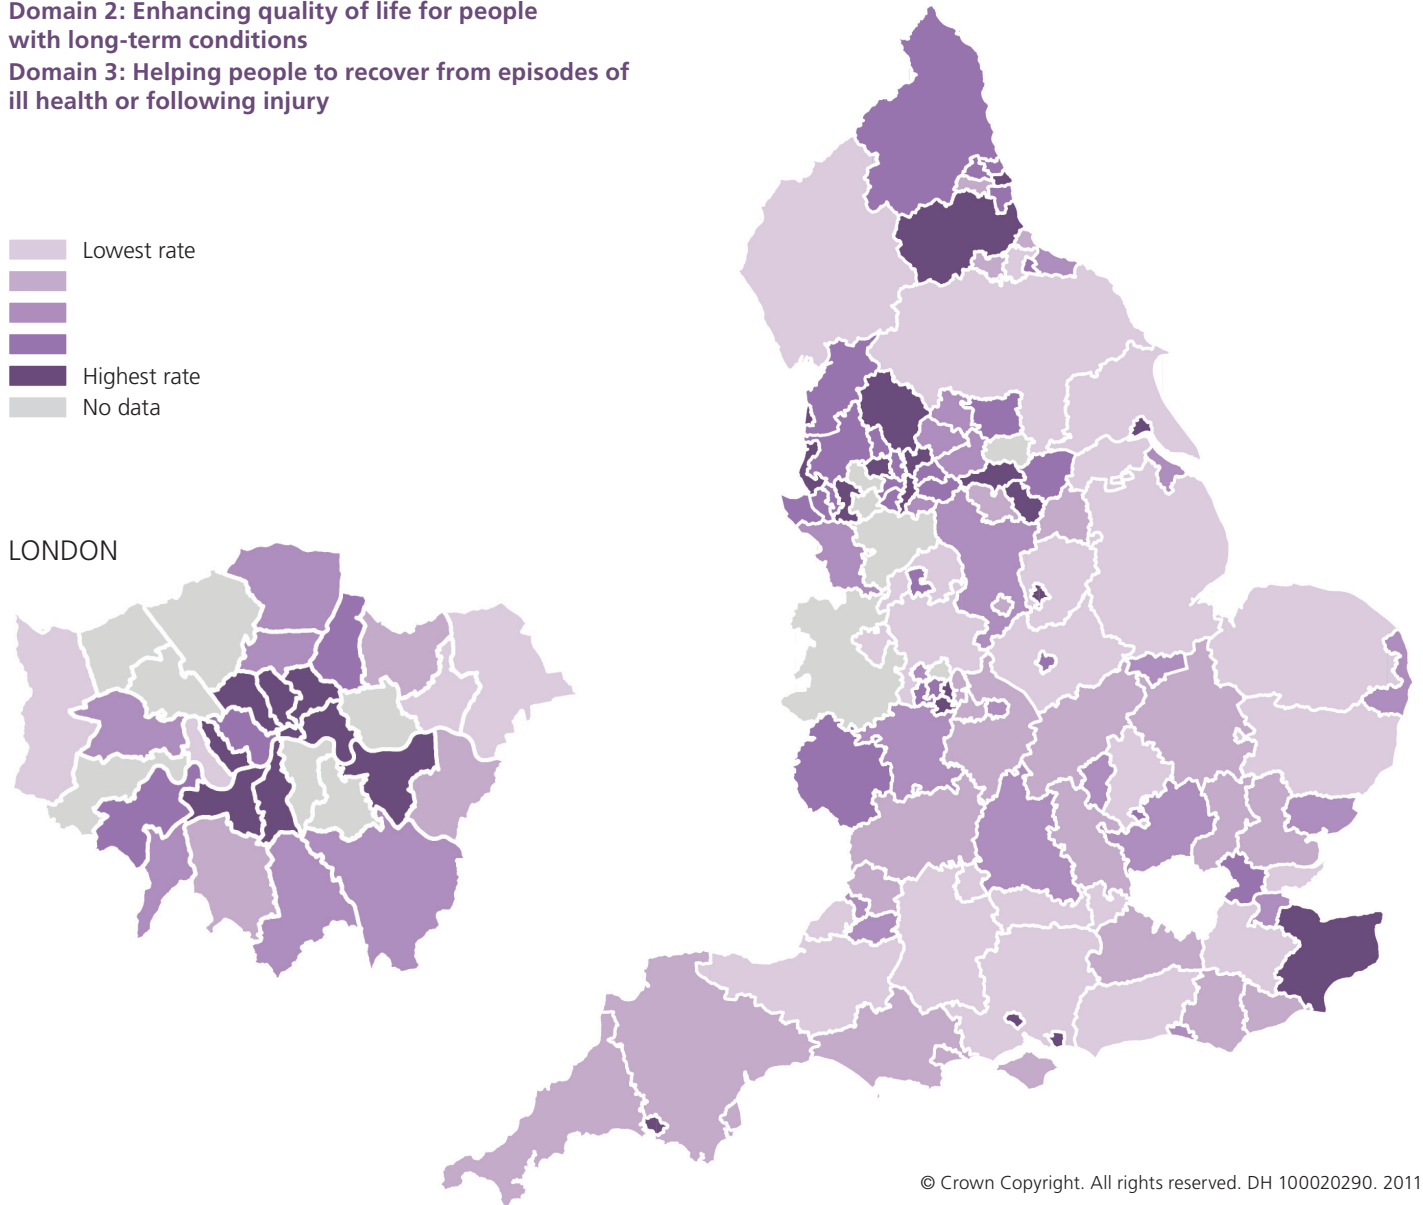 Domain 2: Enhancing quality of life for people
with long-term conditions
Domain 3: Helping people to recover from episodes of
ill health or following injury
Lowest rate
Highest rate
No data
LONDON
© Crown Copyright. All rights reserved. DH 100020290. 2011